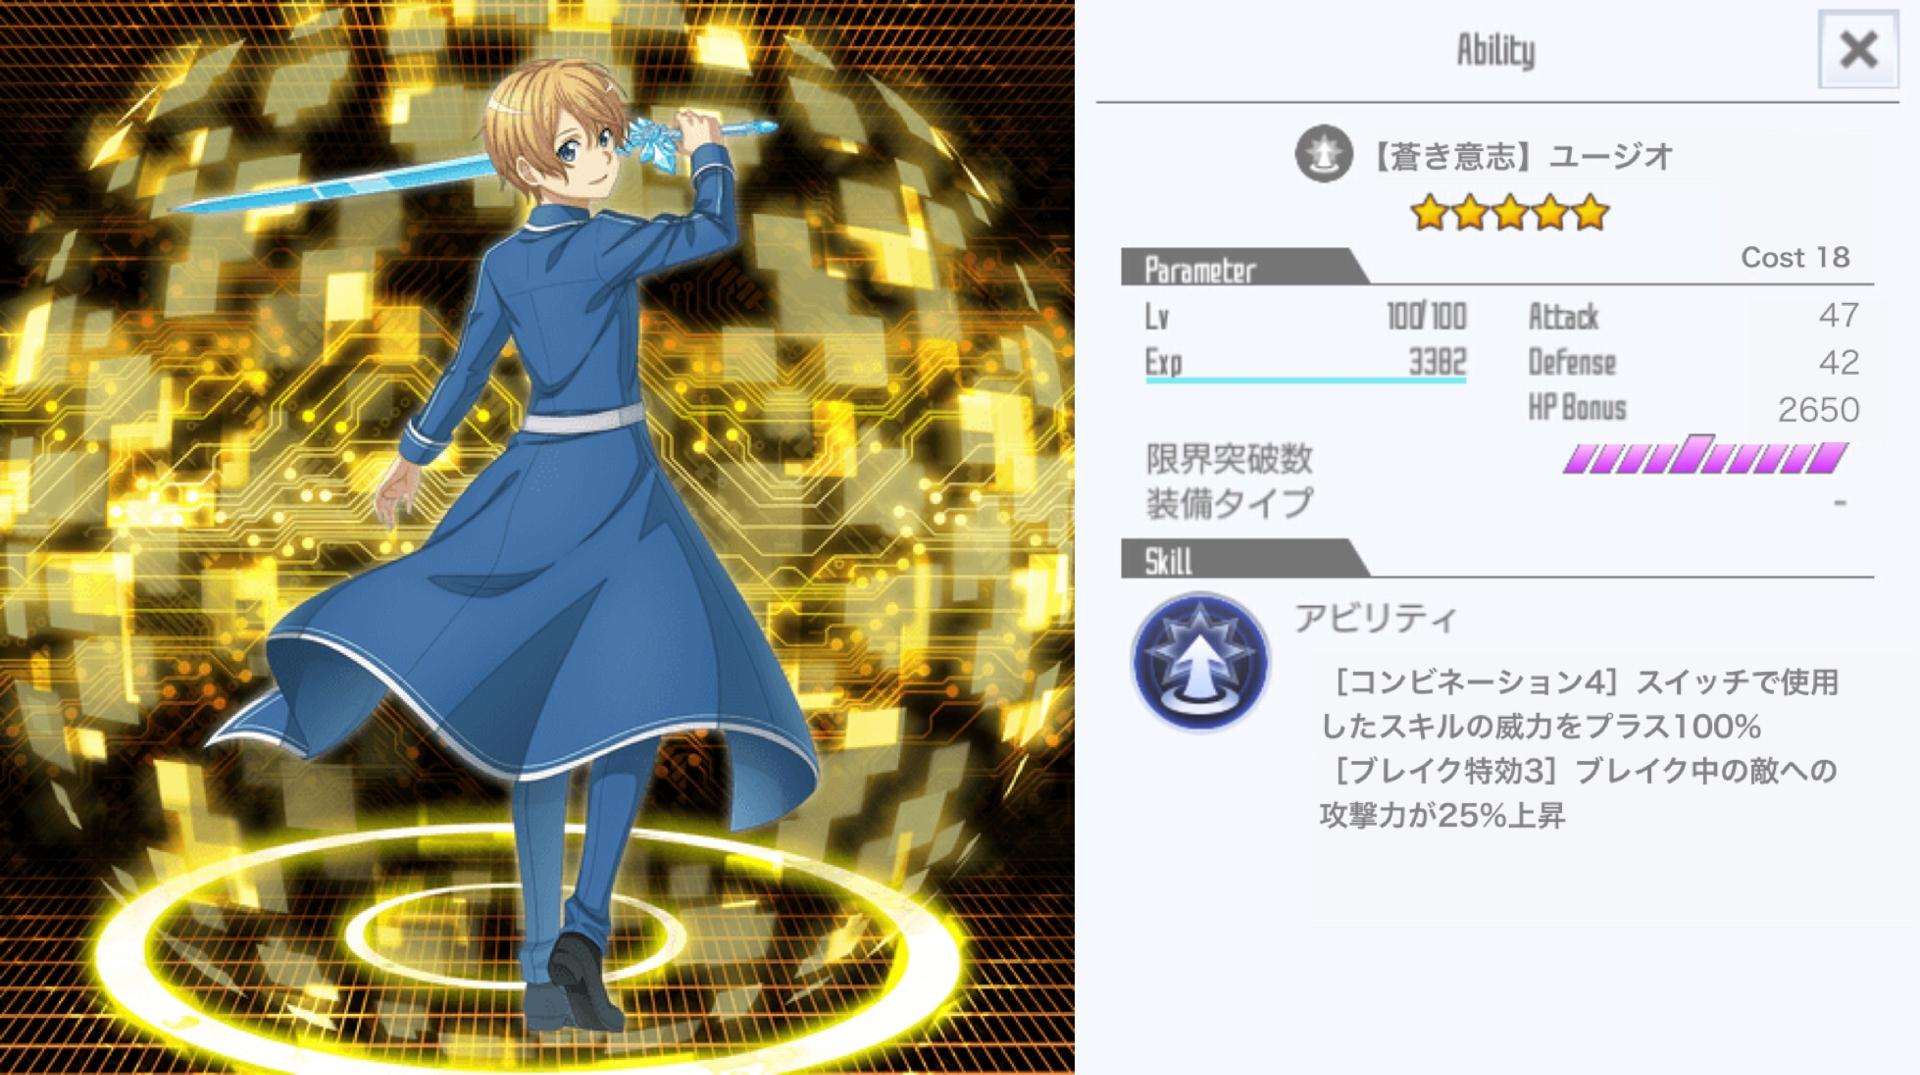 Ability
【蒼き意志】ユージオ
Cost 18
Parameter
Lv 100/100
Attack 47
Exp 3382
Defense 42
HP Bonus 2650
限界突破数
装備タイプ -
Skill
アビリティ
［コンビネーション4］スイッチで使用
したスキルの威力をプラス100%
［ブレイク特効3］ブレイク中の敵への
攻撃力が25%上昇